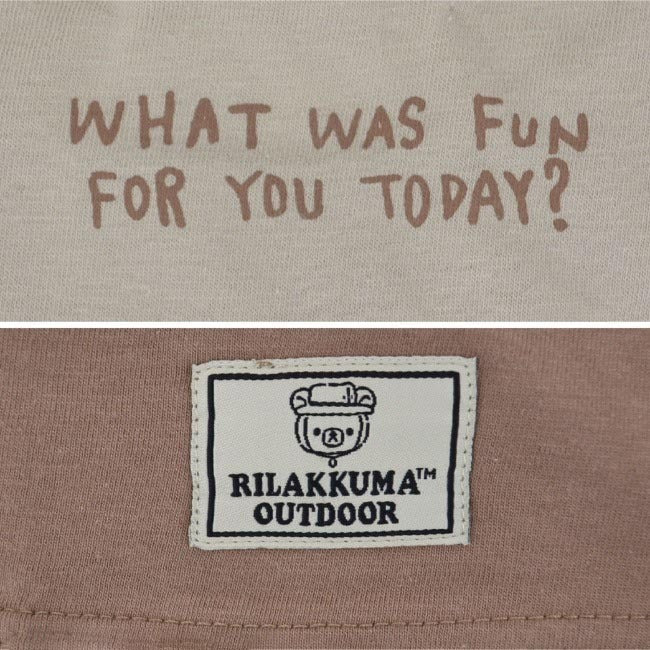 WHAT WAS FUN
FOR YOU TODAY?
RILAKKUMA™
OUTDOOR